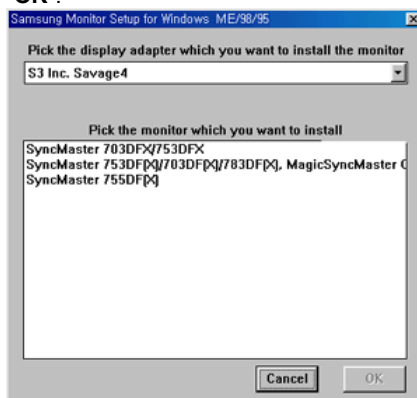 "OK".
Samsung Monitor Setup for Windows ME/98/95
Pick the display adapter which you want to install the monitor
S3 Inc. Savage4
Pick the monitor which you want to install
SyncMaster 703DFX/753DFX
SyncMaster 753DF(X)/703DF(X)/783DF(X), MagicSyncMaster C
SyncMaster 755DF(X)
Cancel
OK